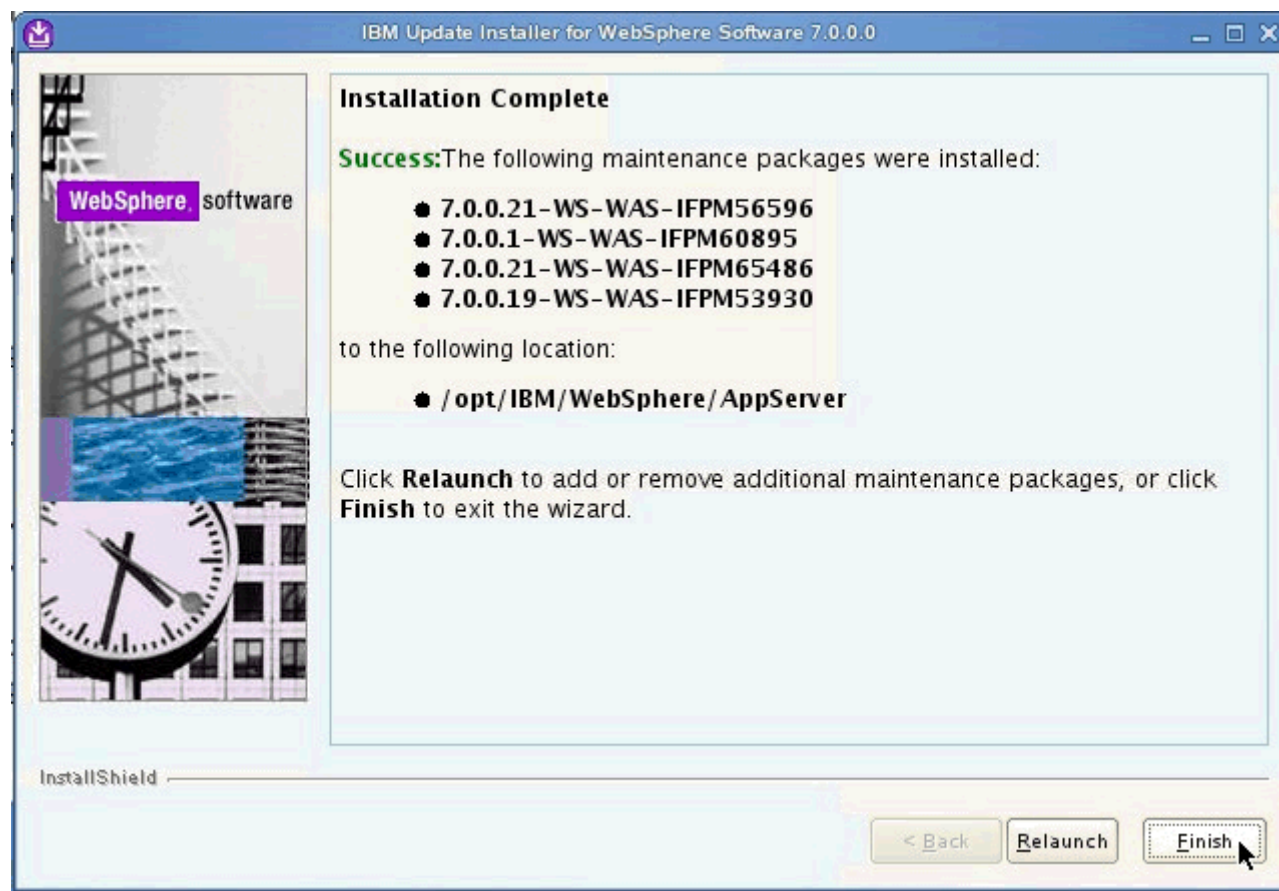 IBM Update Installer for WebSphere Software 7.0.0.0
WebSphere. software
Installation Complete
Success:The following maintenance packages were installed:
● 7.0.0.21-WS-WAS-IFPM56596
● 7.0.0.1-WS-WAS-IFPM60895
● 7.0.0.21-WS-WAS-IFPM65486
● 7.0.0.19-WS-WAS-IFPM53930
to the following location:
● /opt/IBM/WebSphere/AppServer
Click Relaunch to add or remove additional maintenance packages, or click
Finish to exit the wizard.
InstallShield
< Back
Relaunch
Finish